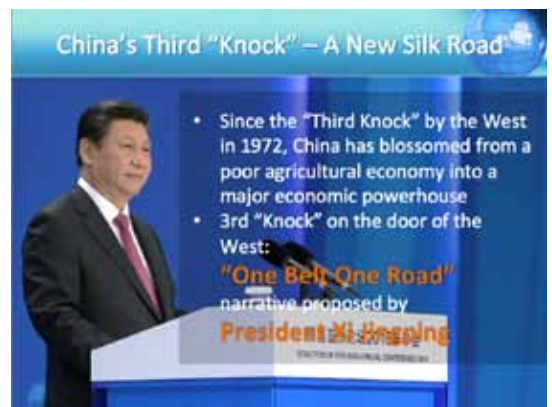 China's Third "Knock" – A New Silk Road
• Since the "Third Knock" by the West
in 1972, China has blossomed from a
poor agricultural economy into a
major economic powerhouse
• 3rd "Knock" on the door of the
West:
"One Belt One Road"
narrative proposed by
President Xi Jingping